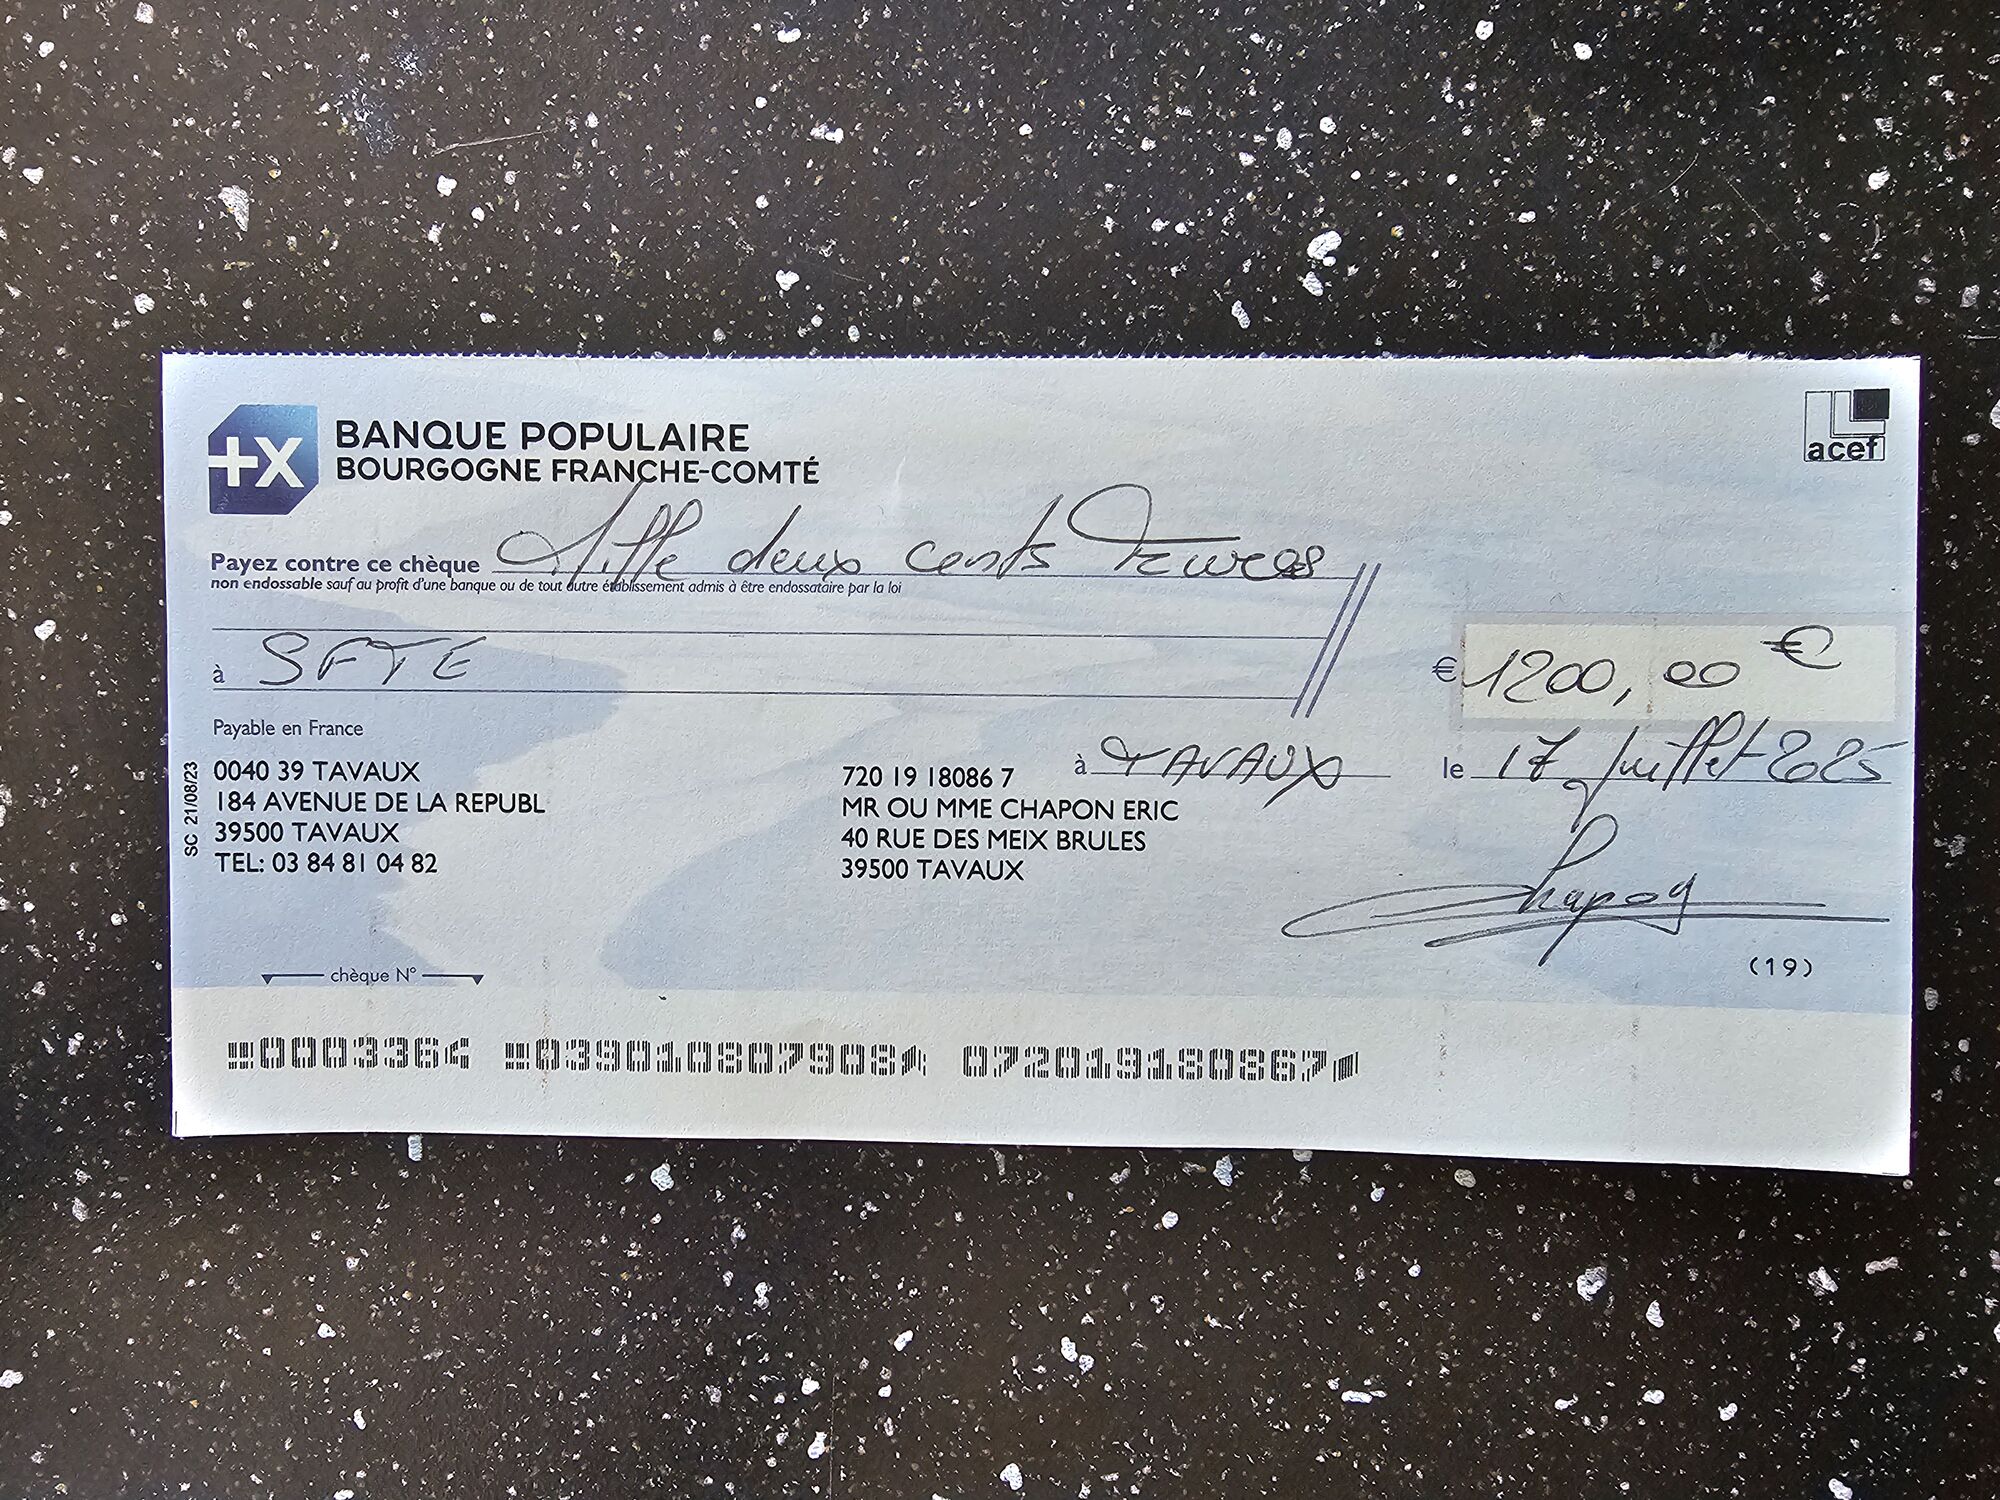 +X BANQUE POPULAIRE
BOURGOGNE FRANCHE-COMTÉ
acef
Payez contre ce chèque Mille deux cents Euros
non endossable sauf au profit d'une banque ou de tout autre établissement admis à être endossataire par la loi
à SFTE
€ 1200,00 €
Payable en France
à TAVAUX le 17 juillet 2025
SC 21/08/23
0040 39 TAVAUX
184 AVENUE DE LA REPUBL
39500 TAVAUX
TEL: 03 84 81 04 82
720 19 18086 7
MR OU MME CHAPON ERIC
40 RUE DES MEIX BRULES
39500 TAVAUX
Chapon
(19)
chèque N°
0003364 039010807908 072019180867